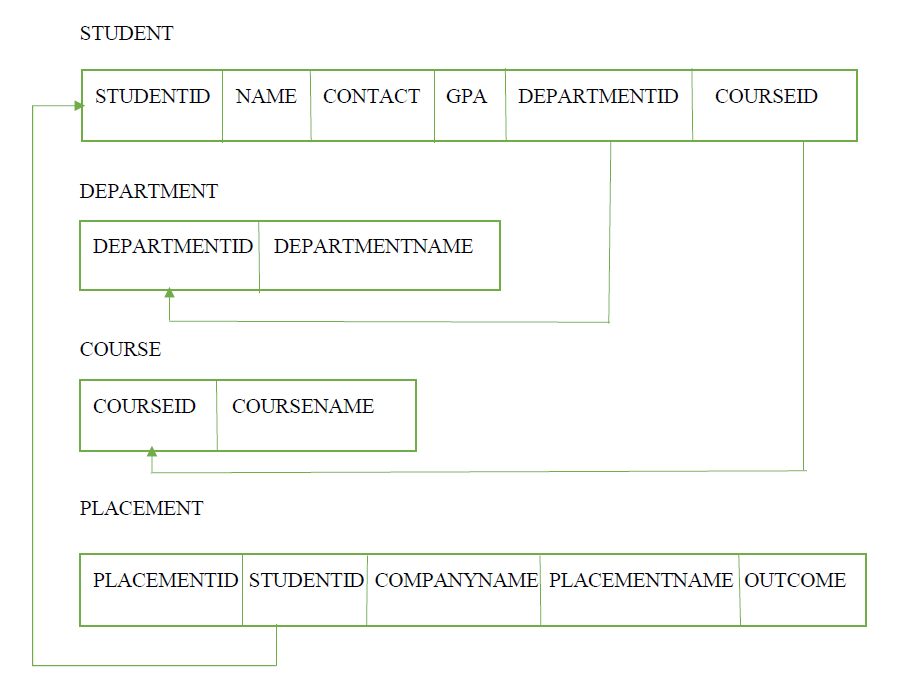 STUDENT
STUDENTID NAME CONTACT GPA DEPARTMENTID COURSEID
DEPARTMENT
DEPARTMENTID DEPARTMENTNAME
COURSE
COURSEID COURSENAME
PLACEMENT
PLACEMENTID STUDENTID COMPANYNAME PLACEMENTNAME OUTCOME